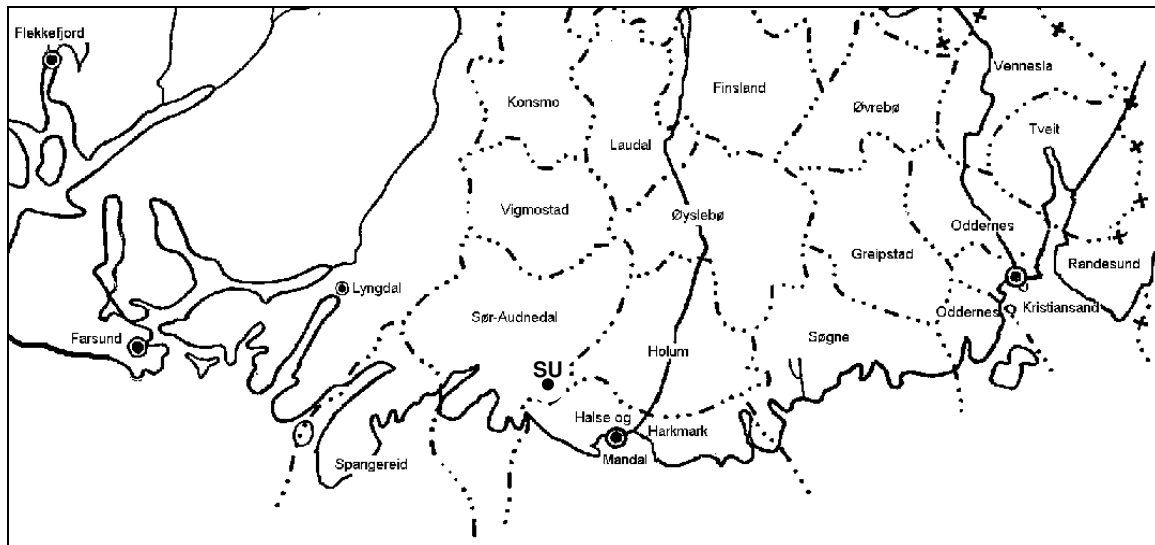 Flekkefjord
Vennesla
Konsmo
Finsland
Øvrebø
Tveit
Laudal
Vigmostad
Øyslebø
Oddernes
Greipstad
Randesund
Lyngdal
Sør-Audnedal
Oddernes
Kristiansand
Farsund
Søgne
Holum
SU
Halse og
Harkmark
Mandal
Spangereid